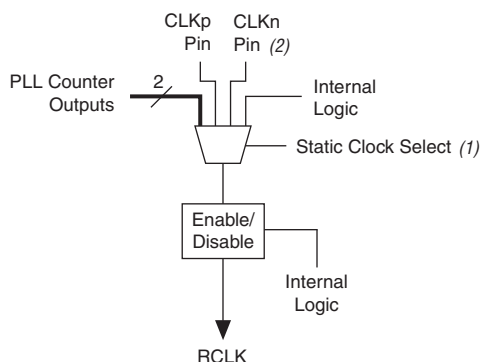 CLKp
Pin
CLKn
Pin (2)
PLL Counter
Outputs
2
Internal
Logic
Static Clock Select (1)
Enable/
Disable
Internal
Logic
RCLK